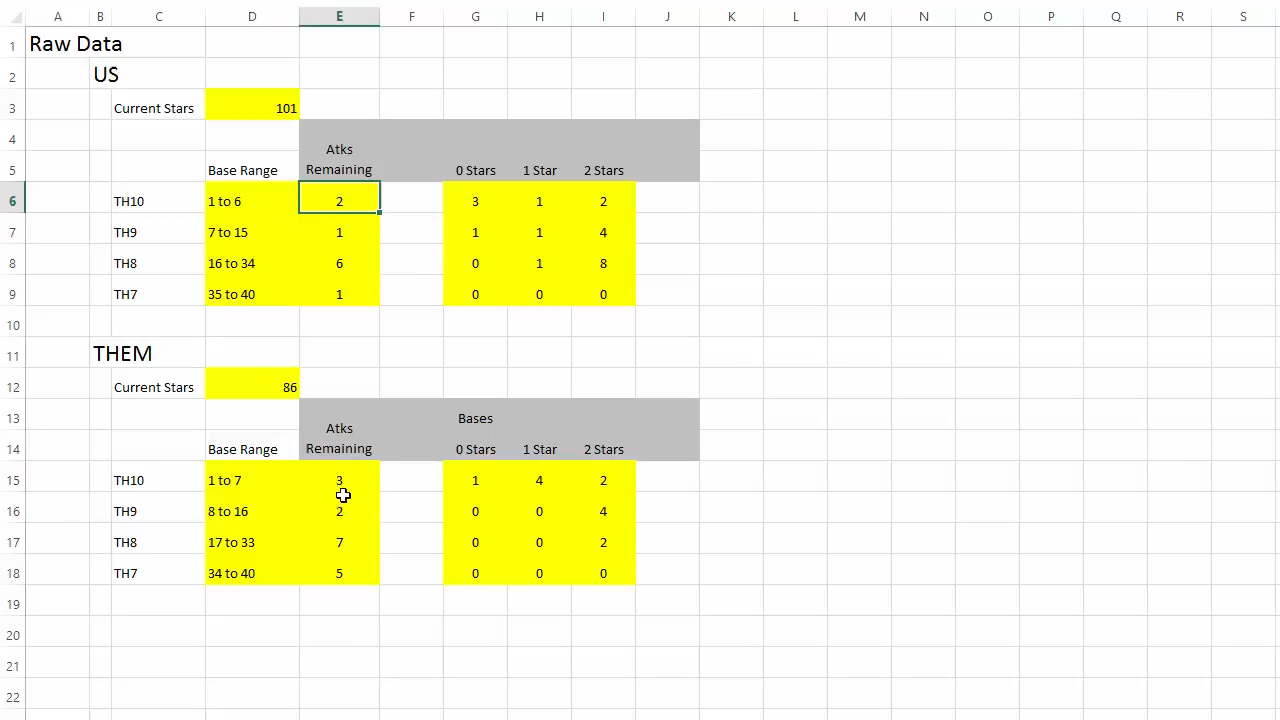 A B C D E F G H I J K L M N O P Q R S
1 Raw Data
2 US
3 Current Stars 101
4 Atks
5 Base Range Remaining 0 Stars 1 Star 2 Stars
6 TH10 1 to 6 2 3 1 2
7 TH9 7 to 15 1 1 1 4
8 TH8 16 to 34 6 0 1 8
9 TH7 35 to 40 1 0 0 0
10
11 THEM
12 Current Stars 86
13 Atks Bases
14 Base Range Remaining 0 Stars 1 Star 2 Stars
15 TH10 1 to 7 3 1 4 2
16 TH9 8 to 16 2 0 0 4
17 TH8 17 to 33 7 0 0 2
18 TH7 34 to 40 5 0 0 0
19
20
21
22